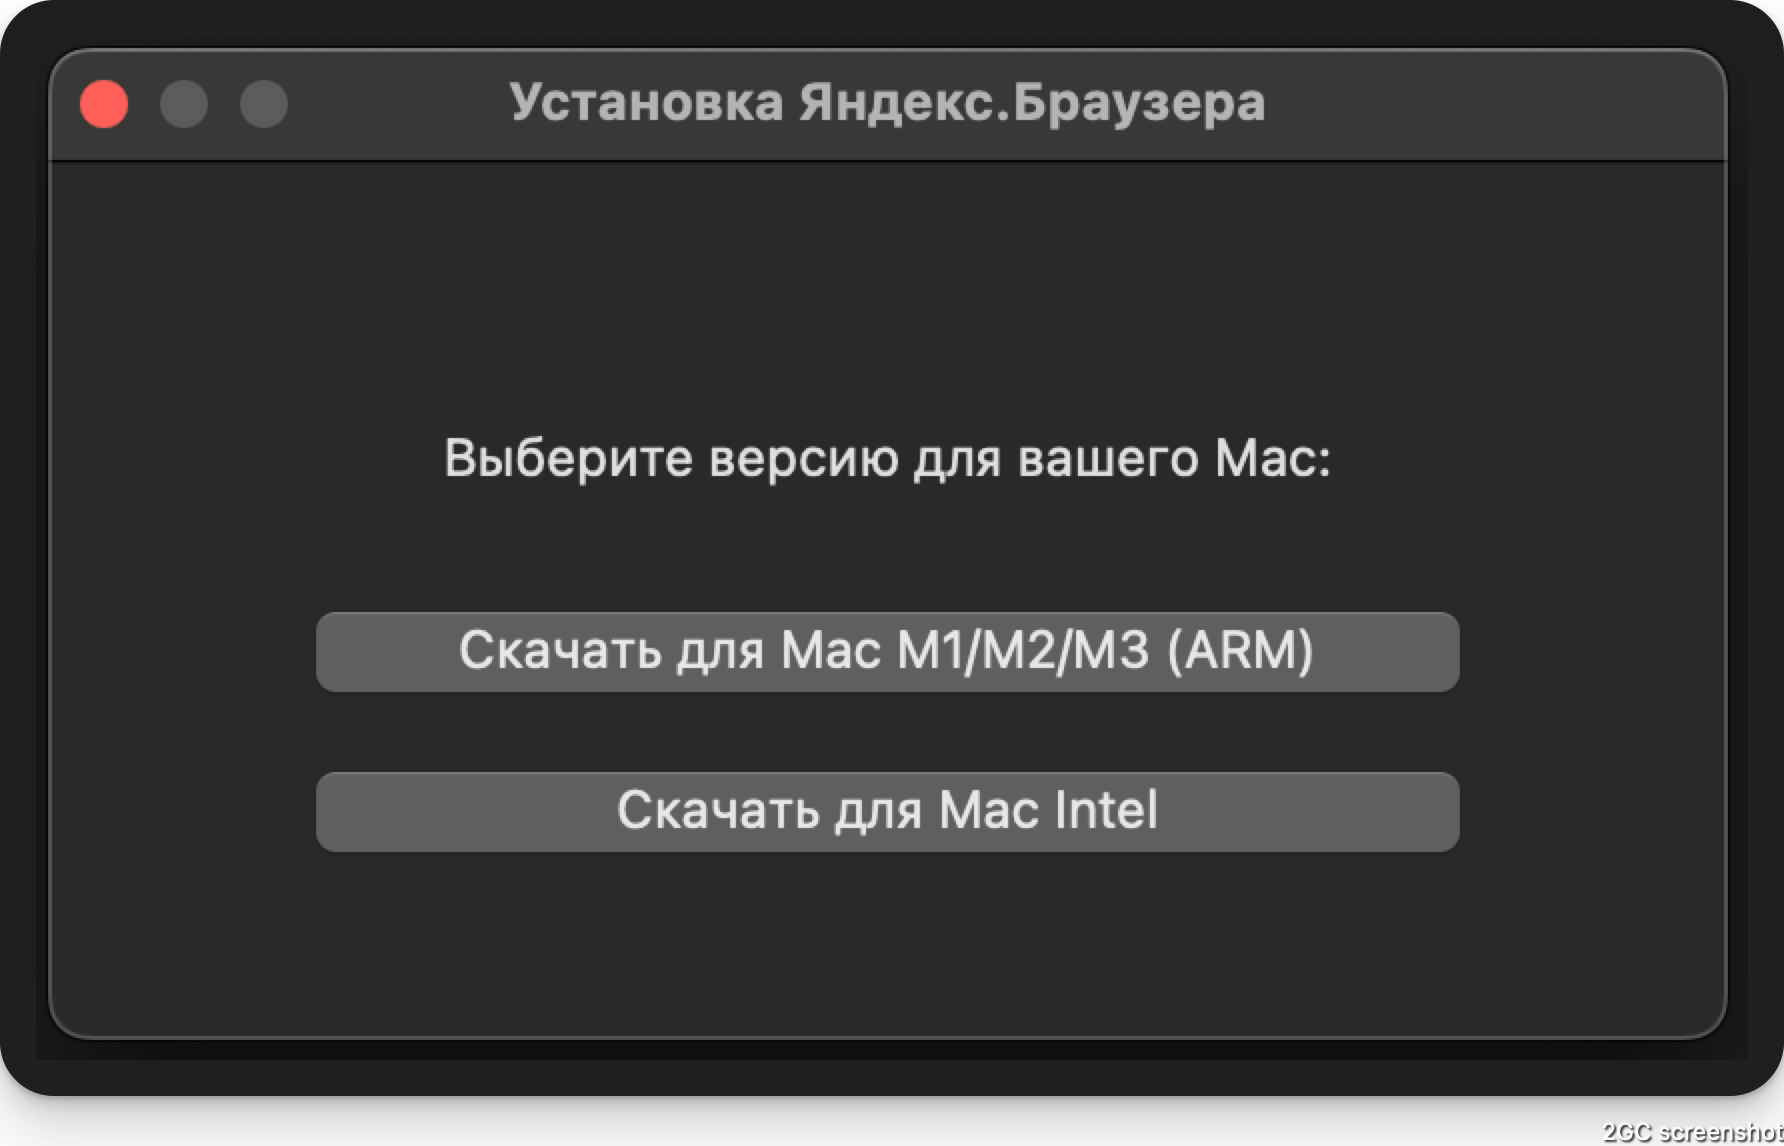 Установка Яндекс.Браузера
Выберите версию для вашего Mac:
Скачать для Mac M1/M2/M3 (ARM)
Скачать для Mac Intel
2GC screenshot